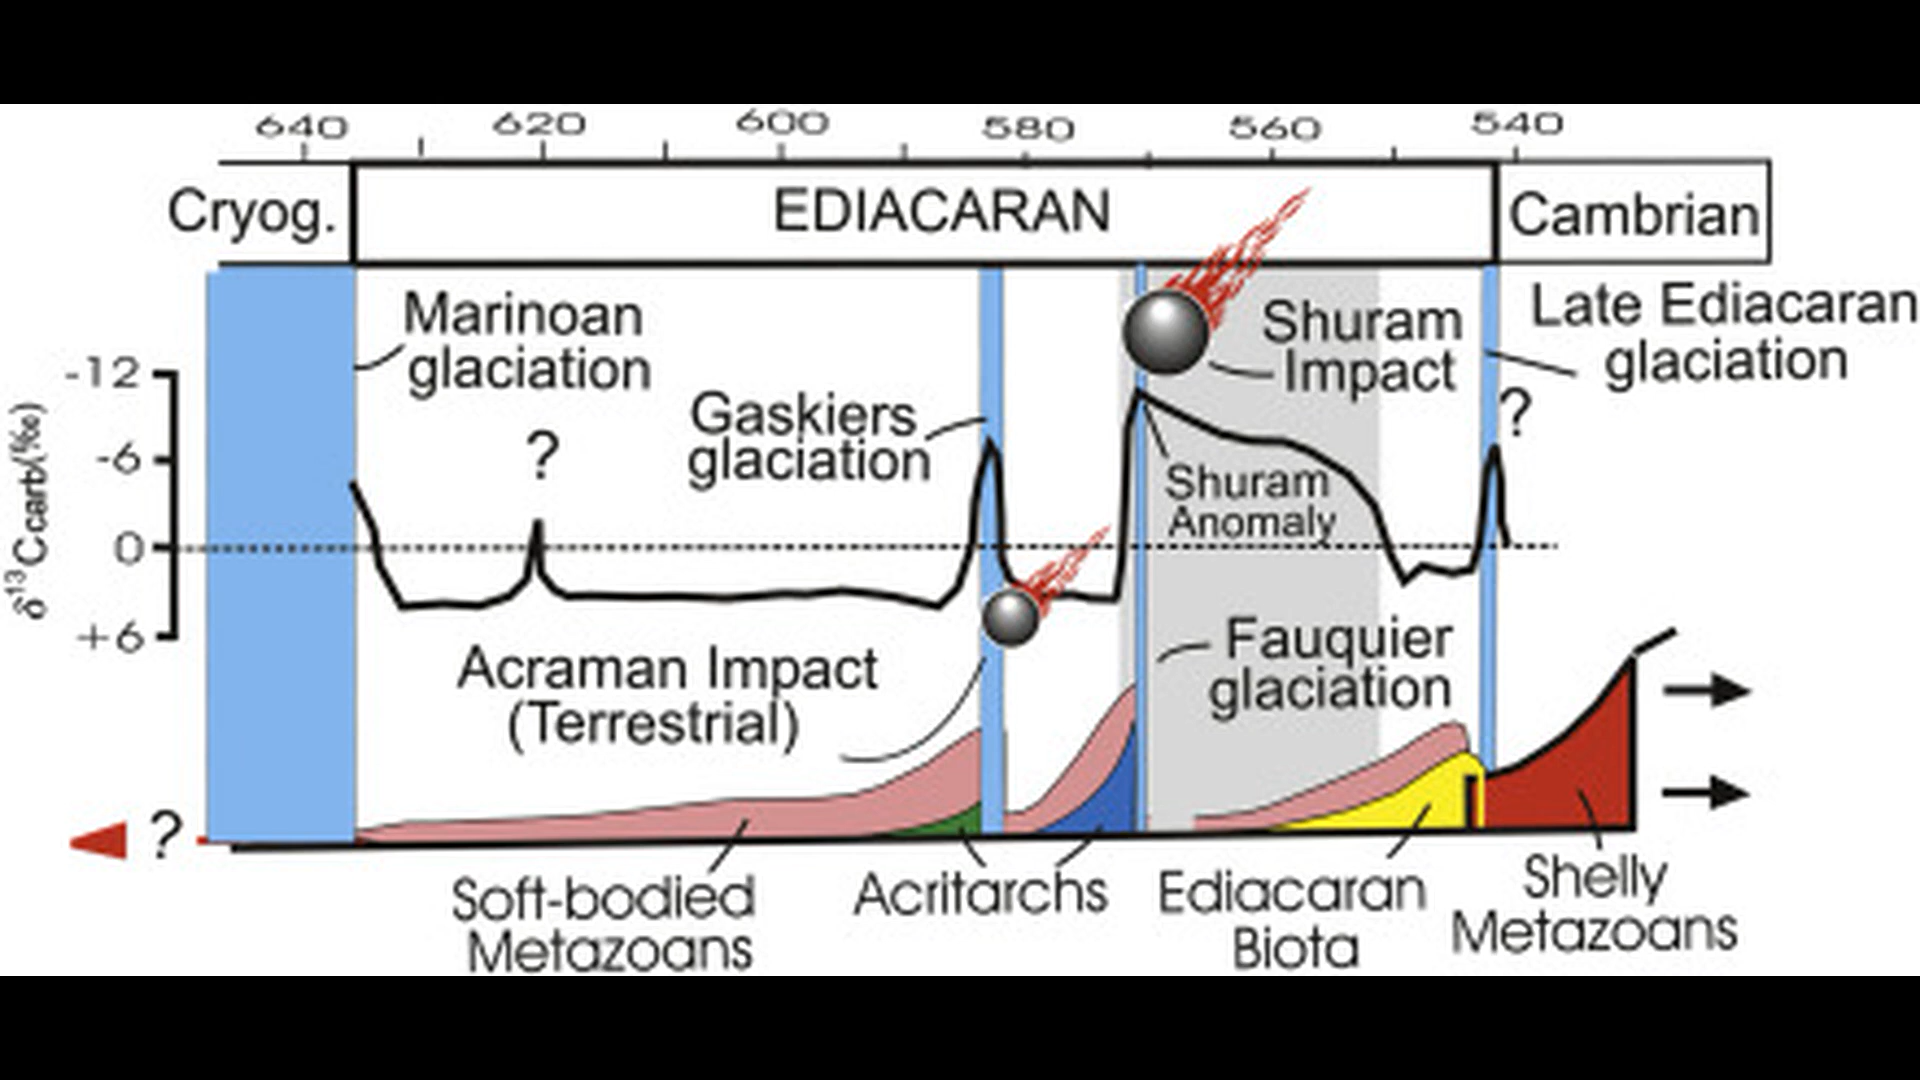 640 620 600 580 560 540
Cryog. EDIACARAN Cambrian
Marinoan
glaciation
Shuram
Impact
Late Ediacaran
glaciation
-12
-6
0
+6
δ¹³Ccarb(‰)
?
Gaskiers
glaciation
?
Shuram
Anomaly
Acraman Impact
(Terrestrial)
Fauquier
glaciation
?
Soft-bodied
Metazoans
Acritarchs
Ediacaran
Biota
Shelly
Metazoans